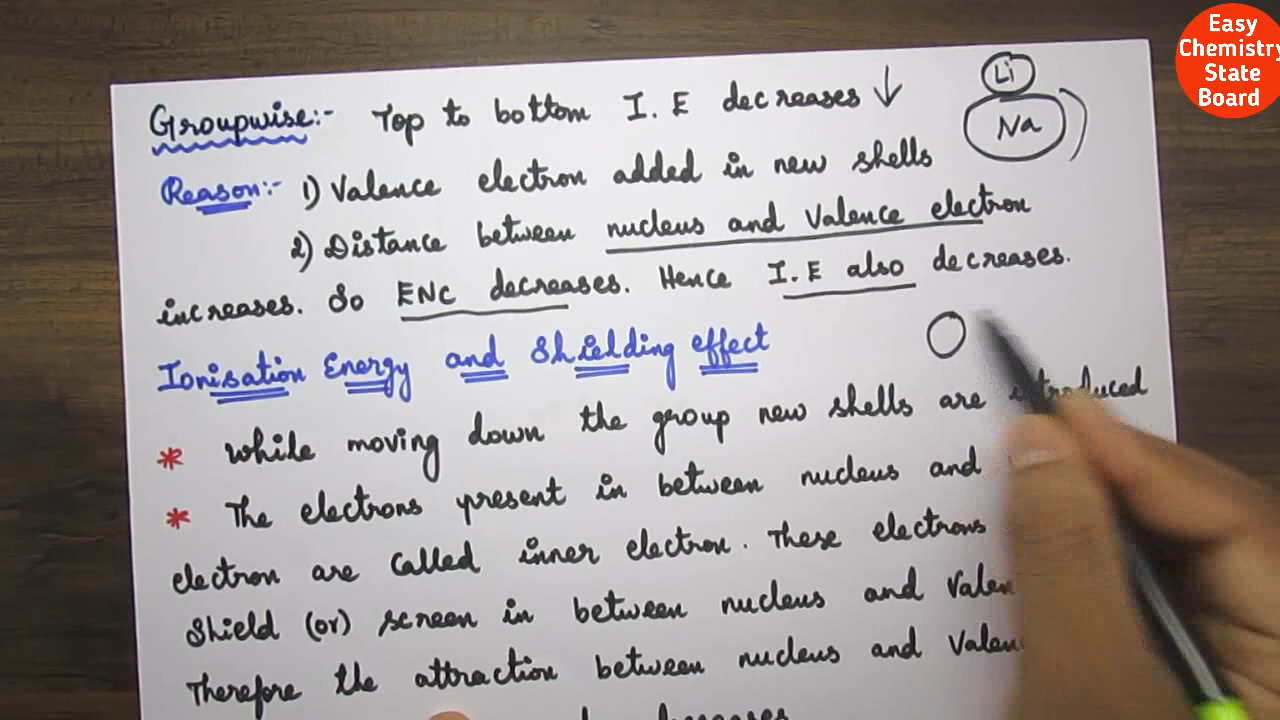 Easy
Chemistry
State
Board
Li
Na
Groupwise:- Top to bottom I.E decreases ↓
Reason:- 1) Valence electron added in new shells
2) Distance between nucleus and Valence electron
increases. So ENC decreases. Hence I.E also decreases.
Ionisation Energy and Shielding effect
* While moving down the group new shells are introduced
* The electrons present in between nucleus and
electron are called inner electron. These electrons
Shield (or) screen in between nucleus and Valen
Therefore the attraction between nucleus and Valen